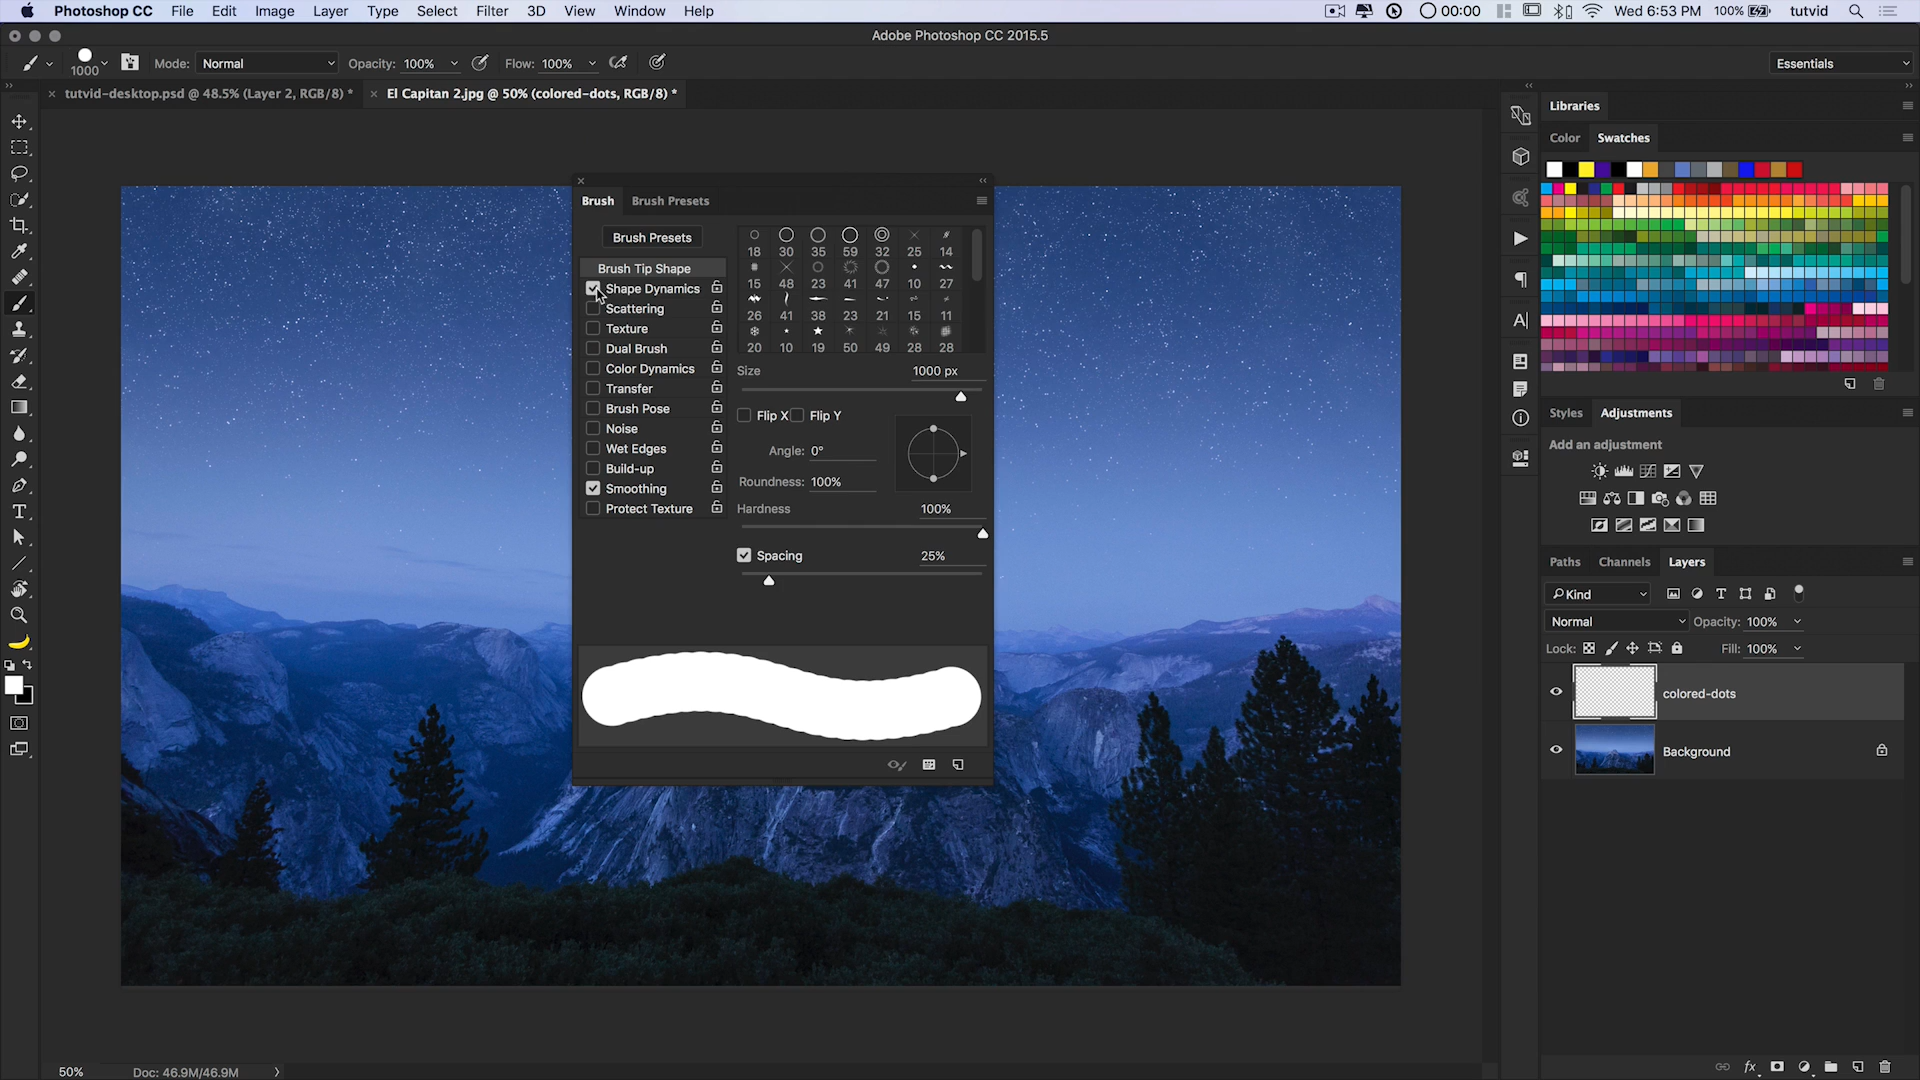 Photoshop CC File Edit Image Layer Type Select Filter 3D View Window Help 00:00 Wed 6:53 PM 100% tutvid
Adobe Photoshop CC 2015.5
1000 Mode: Normal Opacity: 100% Flow: 100% Essentials
tutvid-desktop.psd @ 48.5% (Layer 2, RGB/8) * El Capitan 2.jpg @ 50% (colored-dots, RGB/8) *
Libraries
Color Swatches
Brush Brush Presets
Brush Presets
Brush Tip Shape
Shape Dynamics
Scattering
Texture
Dual Brush
Color Dynamics
Transfer
Brush Pose
Noise
Wet Edges
Build-up
Smoothing
Protect Texture
18 30 35 59 32 25 14
15 48 23 41 47 10 27
26 41 38 23 21 15 11
20 10 19 50 49 28 28
Size 1000 px
Flip X Flip Y
Angle: 0°
Roundness: 100%
Hardness 100%
Spacing 25%
Styles Adjustments
Add an adjustment
Paths Channels Layers
Kind
Normal Opacity: 100%
Lock: Fill: 100%
colored-dots
Background
50% Doc: 46.9M/46.9M